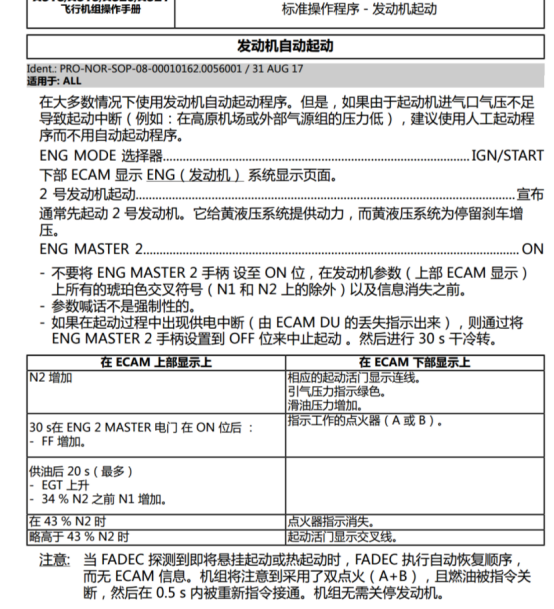 飞行机组操作手册
标准操作程序 - 发动机起动
发动机自动起动
Ident.: PRO-NOR-SOP-08-00010162.0056001 / 31 AUG 17
适用于: ALL
在大多数情况下使用发动机自动起动程序。但是，如果由于起动机进气口气压不足
导致起动中断（例如：在高原机场或外部气源组的压力低），建议使用人工起动程
序而不用自动起动程序。
ENG MODE 选择器......IGN/START
下部 ECAM 显示 ENG（发动机） 系统显示页面。
2 号发动机起动......宣布
通常先起动 2 号发动机。它给黄液压系统提供动力，而黄液压系统为停留刹车增
压。
ENG MASTER 2......ON
- 不要将 ENG MASTER 2 手柄 设至 ON 位，在发动机参数（上部 ECAM 显示）
上所有的琥珀色交叉符号（N1 和 N2 上的除外）以及信息消失之前。
- 参数喊话不是强制性的。
- 如果在起动过程中出现供电中断（由 ECAM DU 的丢失指示出来），则通过将
ENG MASTER 2 手柄设置到 OFF 位来中止起动 。然后进行 30 s 干冷转。
在 ECAM 上部显示上
在 ECAM 下部显示上
N2 增加
相应的起动活门显示连线。
引气压力指示绿色。
滑油压力增加。
30 s在 ENG 2 MASTER 电门 在 ON 位后 ：
- FF 增加。
指示工作的点火器（A 或 B）。
供油后 20 s（最多）
- EGT 上升
- 34 % N2 之前 N1 增加。
在 43 % N2 时
点火器指示消失。
略高于 43 % N2 时
起动活门显示交叉线。
注意: 当 FADEC 探测到即将悬挂起动或热起动时，FADEC 执行自动恢复顺序，
而无 ECAM 信息。机组将注意到采用了双点火（A+B），且燃油被指令关
断，然后在 0.5 s 内被重新指令接通。机组无需关停发动机。